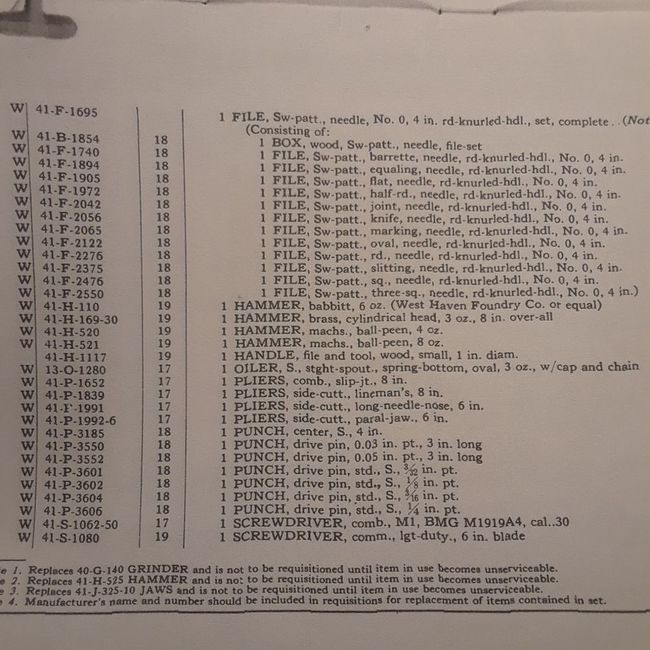 W 41-F-1695 1 FILE, Sw-patt., needle, No. 0, 4 in. rd-knurled-hdl., set, complete . . (Not
(Consisting of:
W 41-B-1854 18 1 BOX, wood, Sw-patt., needle, file-set
W 41-F-1740 18 1 FILE, Sw-patt., barrette, needle, rd-knurled-hdl., No. 0, 4 in.
W 41-F-1894 18 1 FILE, Sw-patt., equaling, needle, rd-knurled-hdl., No. 0, 4 in.
W 41-F-1905 18 1 FILE, Sw-patt., flat, needle, rd-knurled-hdl., No. 0, 4 in.
W 41-F-1972 18 1 FILE, Sw-patt., half-rd., needle, rd-knurled-hdl., No. 0, 4 in.
W 41-F-2042 18 1 FILE, Sw-patt., joint, needle, rd-knurled-hdl., No. 0, 4 in.
W 41-F-2056 18 1 FILE, Sw-patt., knife, needle, rd-knurled-hdl., No. 0, 4 in.
W 41-F-2065 18 1 FILE, Sw-patt., marking, needle, rd-knurled-hdl., No. 0, 4 in.
W 41-F-2122 18 1 FILE, Sw-patt., oval, needle, rd-knurled-hdl., No. 0, 4 in.
W 41-F-2276 18 1 FILE, Sw-patt., rd., needle, rd-knurled-hdl., No. 0, 4 in.
W 41-F-2375 18 1 FILE, Sw-patt., slitting, needle, rd-knurled-hdl., No. 0, 4 in.
W 41-F-2476 18 1 FILE, Sw-patt., sq., needle, rd-knurled-hdl., No. 0, 4 in.
W 41-F-2550 18 1 FILE, Sw-patt., three-sq., needle, rd-knurled-hdl., No. 0, 4 in.)
W 41-H-110 19 1 HAMMER, babbitt, 6 oz. (West Haven Foundry Co. or equal)
W 41-H-169-30 19 1 HAMMER, brass, cylindrical head, 3 oz., 8 in. over-all
W 41-H-520 19 1 HAMMER, machs., ball-peen, 4 oz.
W 41-H-521 19 1 HAMMER, machs., ball-peen, 8 oz.
41-H-1117 19 1 HANDLE, file and tool, wood, small, 1 in. diam.
W 13-O-1280 17 1 OILER, S., stght-spout, spring-bottom, oval, 3 oz., w/cap and chain
W 41-P-1652 17 1 PLIERS, comb., slip-jt., 8 in.
W 41-P-1839 17 1 PLIERS, side-cutt., lineman's, 8 in.
W 41-P-1991 17 1 PLIERS, side-cutt., long-needle-nose, 6 in.
W 41-P-1992-6 17 1 PLIERS, side-cutt., paral-jaw., 6 in.
W 41-P-3185 18 1 PUNCH, center, S., 4 in.
W 41-P-3550 18 1 PUNCH, drive pin, 0.03 in. pt., 3 in. long
W 41-P-3552 18 1 PUNCH, drive pin, 0.05 in. pt., 3 in. long
W 41-P-3601 18 1 PUNCH, drive pin, std., S., 3/32 in. pt.
W 41-P-3602 18 1 PUNCH, drive pin, std., S., 1/8 in. pt.
W 41-P-3604 18 1 PUNCH, drive pin, std., S., 3/16 in. pt.
W 41-P-3606 18 1 PUNCH, drive pin, std., S., 1/4 in. pt.
W 41-S-1062-50 17 1 SCREWDRIVER, comb., M1, BMG M1919A4, cal..30
W 41-S-1080 19 1 SCREWDRIVER, comm., lgt-duty., 6 in. blade
e 1. Replaces 40-G-140 GRINDER and is not to be requisitioned until item in use becomes unserviceable.
e 2. Replaces 41-H-525 HAMMER and is not to be requisitioned until item in use becomes unserviceable.
e 3. Replaces 41-J-325-10 JAWS and is not to be requisitioned until item in use becomes unserviceable.
e 4. Manufacturer's name and number should be included in requisitions for replacement of items contained in set.